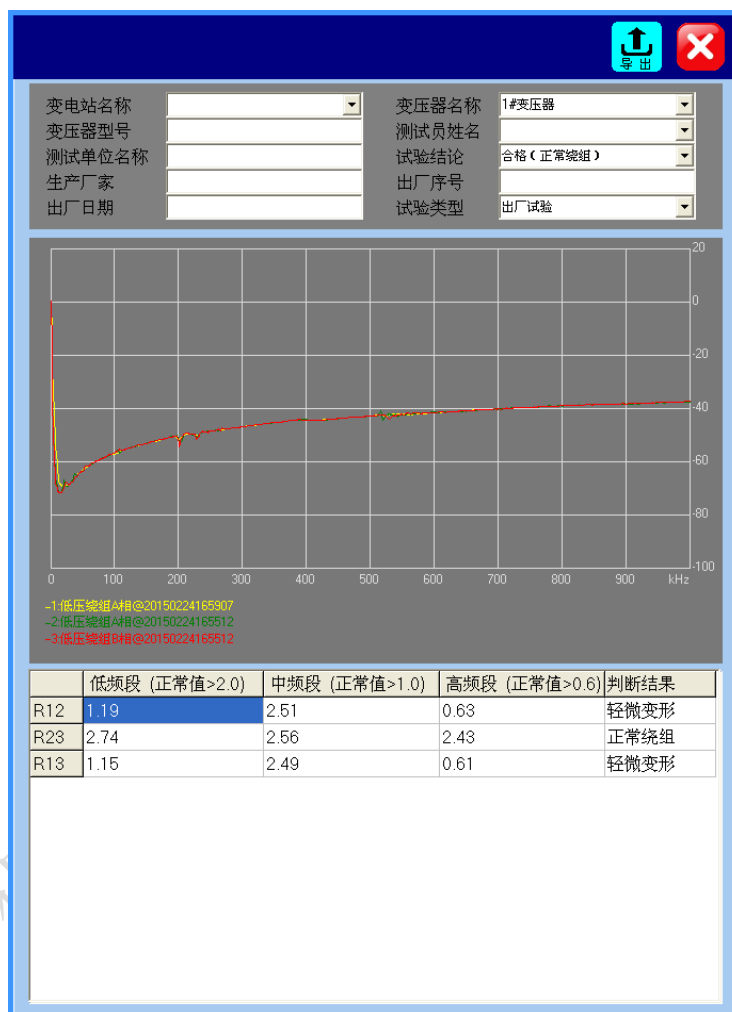 导出
变电站名称 变压器名称 1#变压器
变压器型号 测试员姓名
测试单位名称 试验结论 合格(正常绕组)
生产厂家 出厂序号
出厂日期 试验类型 出厂试验
20
0
-20
-40
-60
-80
-100
0 100 200 300 400 500 600 700 800 900 kHz
-1:低压绕组A相@20150224165907
-2:低压绕组A相@20150224165512
-3:低压绕组B相@20150224165512
低频段 (正常值>2.0) 中频段 (正常值>1.0) 高频段 (正常值>0.6) 判断结果
R12 1.19 2.51 0.63 轻微变形
R23 2.74 2.56 2.43 正常绕组
R13 1.15 2.49 0.61 轻微变形